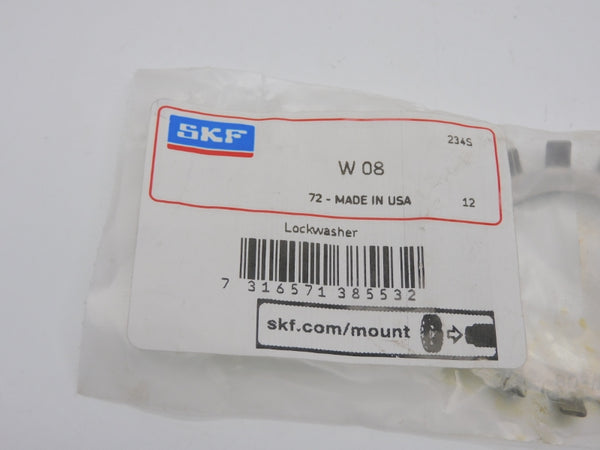 SKF
234S
W 08
72 - MADE IN USA 12
Lockwasher
7 316571 385532
skf.com/mount